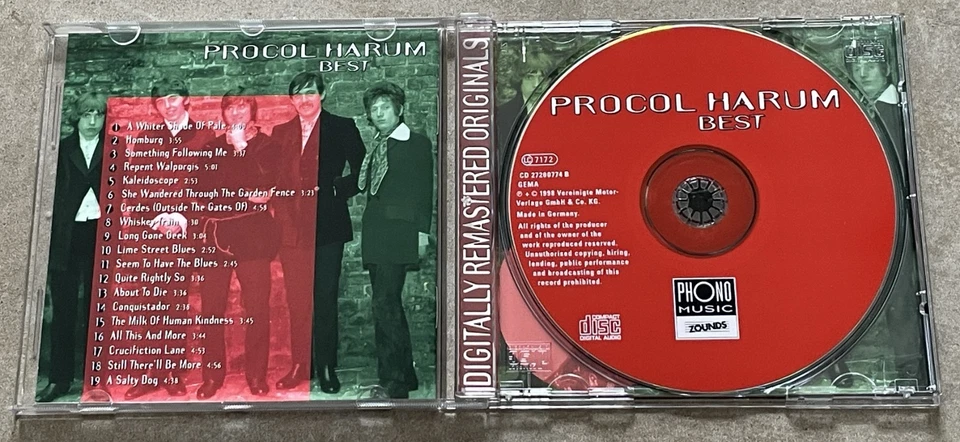 PROCOL HARUM
BEST
1 A Whiter Shade Of Pale 4:07
2 Homburg 3:55
3 Something Following Me 3:37
4 Repent Walpurgis 5:01
5 Kaleidoscope 2:53
6 She Wandered Through The Garden Fence 3:23
7 Cerdes (Outside The Gates Of) 4:58
8 Whiskey Train
9 Long Gone Geek 3:04
10 Lime Street Blues 2:52
11 Seem To Have The Blues 2:45
12 Quite Rightly So 3:36
13 About To Die 3:36
14 Conquistador 2:38
15 The Milk Of Human Kindness 3:45
16 All This And More 3:44
17 Crucifiction Lane 4:53
18 Still There'll Be More 4:56
19 A Salty Dog 4:38
DIGITALLY REMASTERED ORIGINALS
PROCOL HARUM
BEST
LC 7172
CD 27280774 B
GEMA
℗ + © 1998 Vereinigte Motor-
Verlage GmbH & Co. KG.
Made in Germany.
All rights of the producer
and of the owner of the
work reproduced reserved.
Unauthorised copying, hiring,
lending, public performance
and broadcasting of this
record prohibited.
COMPACT
disc
DIGITAL AUDIO
PHONO
MUSIC
ZOUNDS
disc